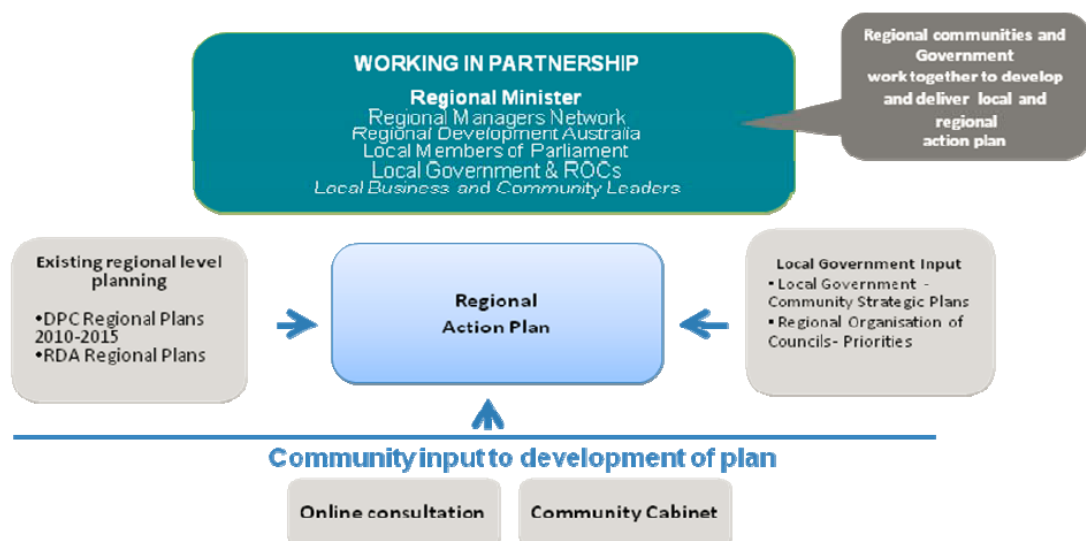 WORKING IN PARTNERSHIP
Regional Minister
Regional Managers Network
Regional Development Australia
Local Members of Parliament
Local Government & ROCs
Local Business and Community Leaders
Regional communities and
Government
work together to develop
and deliver local and
regional
action plan
Existing regional level
planning
•DPC Regional Plans
2010-2015
•RDA Regional Plans
Regional
Action Plan
Local Government Input
▪ Local Government -
Community Strategic Plans
▪ Regional Organisation of
Councils- Priorities
Community input to development of plan
Online consultation
Community Cabinet